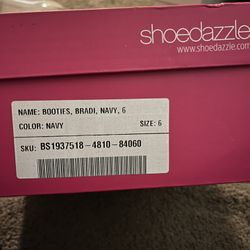 shoedazzle
www.shoedazzle.com
NAME: BOOTIES, BRADI, NAVY, 6
COLOR: NAVY SIZE: 6
SKU: BS1937518-4810-84060